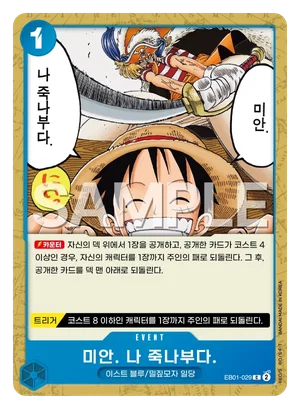 1
나 죽나부다.
미안.
SAMPLE
카운터 자신의 덱 위에서 1장을 공개하고, 공개한 카드가 코스트 4
이상인 경우, 자신의 캐릭터를 1장까지 주인의 패로 되돌린다. 그 후,
공개한 카드를 덱 맨 아래로 되돌린다.
트리거 코스트 8 이하인 캐릭터를 1장까지 주인의 패로 되돌린다.
EVENT
미안. 나 죽나부다.
이스트 블루/밀짚모자 일당
EB01-029
2